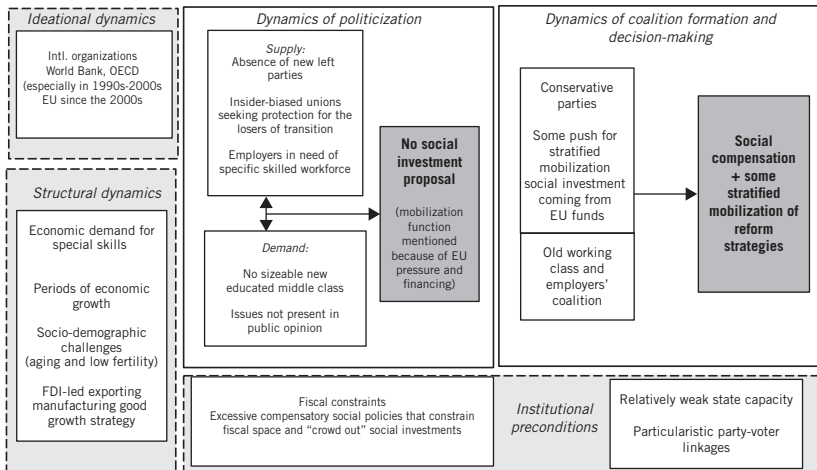 Ideational dynamics
Intl. organizations
World Bank, OECD
(especially in 1990s-2000s
EU since the 2000s
Structural dynamics
Economic demand for
special skills
Periods of economic
growth
Socio-demographic
challenges
(aging and low fertility)
FDI-led exporting
manufacturing good
growth strategy
Dynamics of politicization
Supply:
Absence of new left
parties
Insider-biased unions
seeking protection for the
losers of transition
Employers in need of
specific skilled workforce
Demand:
No sizeable new
educated middle class
Issues not present in
public opinion
No social
investment
proposal
(mobilization
function
mentioned
because of EU
pressure and
financing)
Dynamics of coalition formation and
decision-making
Conservative
parties
Some push for
stratified
mobilization
social investment
coming from
EU funds
Old working
class and
employers'
coalition
Social
compensation
+ some
stratified
mobilization of
reform
strategies
Fiscal constraints
Excessive compensatory social policies that constrain
fiscal space and “crowd out” social investments
Institutional
preconditions
Relatively weak state capacity
Particularistic party-voter
linkages